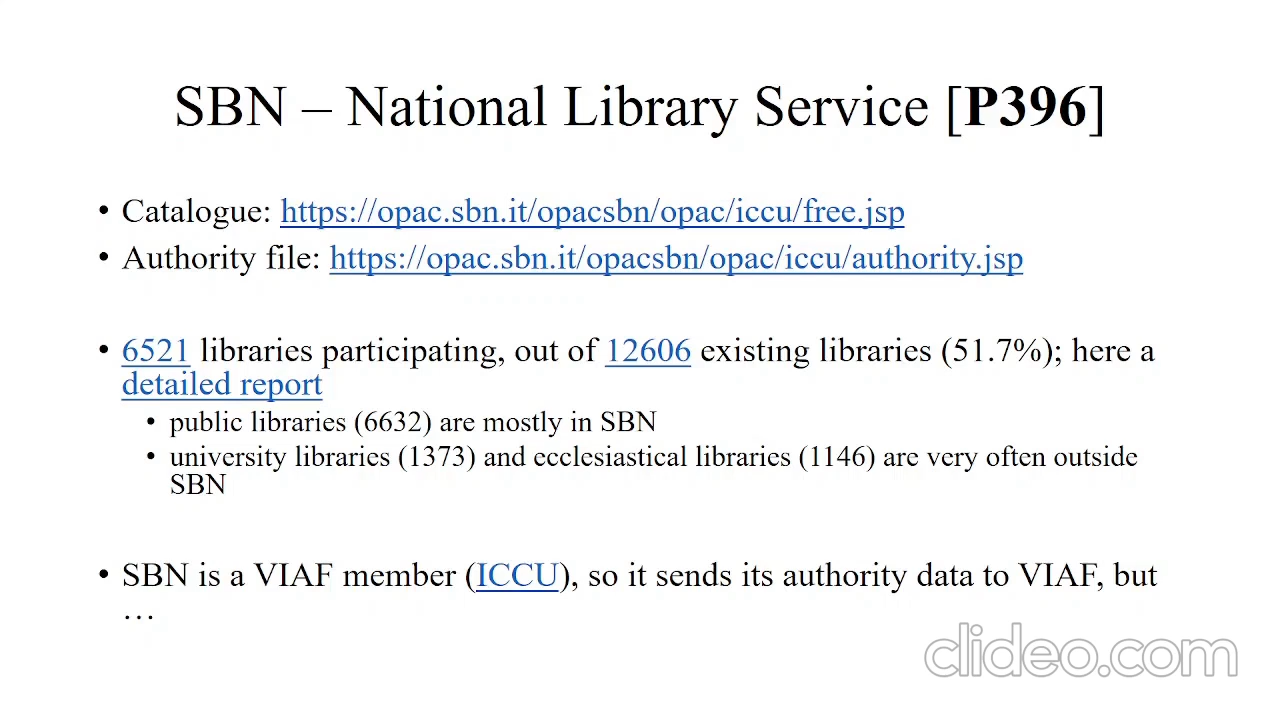 SBN – National Library Service [P396]
• Catalogue: https://opac.sbn.it/opacsbn/opac/iccu/free.jsp
• Authority file: https://opac.sbn.it/opacsbn/opac/iccu/authority.jsp
• 6521 libraries participating, out of 12606 existing libraries (51.7%); here a
detailed report
• public libraries (6632) are mostly in SBN
• university libraries (1373) and ecclesiastical libraries (1146) are very often outside
SBN
• SBN is a VIAF member (ICCU), so it sends its authority data to VIAF, but
…
clideo.com